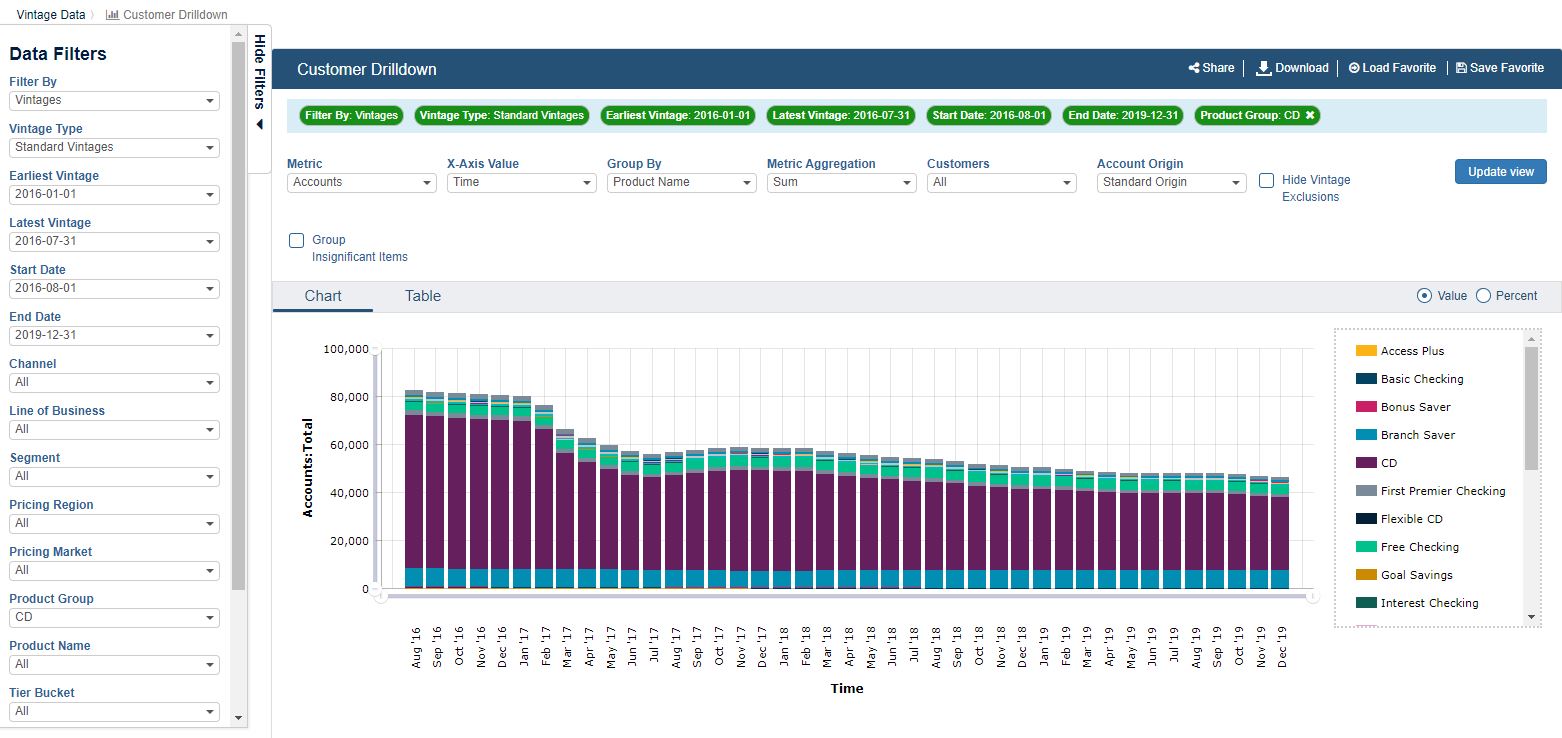 Vintage Data
Customer Drilldown
Data Filters
Filter By
Vintages
Vintage Type
Standard Vintages
Earliest Vintage
2016-01-01
Latest Vintage
2016-07-31
Start Date
2016-08-01
End Date
2019-12-31
Channel
All
Line of Business
All
Segment
All
Pricing Region
All
Pricing Market
All
Product Group
CD
Product Name
All
Tier Bucket
All
Hide Filters
Customer Drilldown
Share
Download
Load Favorite
Save Favorite
Filter By: Vintages
Vintage Type: Standard Vintages
Earliest Vintage: 2016-01-01
Latest Vintage: 2016-07-31
Start Date: 2016-08-01
End Date: 2019-12-31
Product Group: CD ✖
Metric
Accounts
X-Axis Value
Time
Group By
Product Name
Metric Aggregation
Sum
Customers
All
Account Origin
Standard Origin
Hide Vintage
Exclusions
Update view
Group
Insignificant Items
Chart
Table
Value
Percent
Accounts:Total
100,000
80,000
60,000
40,000
20,000
0
Aug '16
Sep '16
Oct '16
Nov '16
Dec '16
Jan '17
Feb '17
Mar '17
Apr '17
May '17
Jun '17
Jul '17
Aug '17
Sep '17
Oct '17
Nov '17
Dec '17
Jan '18
Feb '18
Mar '18
Apr '18
May '18
Jun '18
Jul '18
Aug '18
Sep '18
Oct '18
Nov '18
Dec '18
Jan '19
Feb '19
Mar '19
Apr '19
May '19
Jun '19
Jul '19
Aug '19
Sep '19
Oct '19
Nov '19
Dec '19
Time
Access Plus
Basic Checking
Bonus Saver
Branch Saver
CD
First Premier Checking
Flexible CD
Free Checking
Goal Savings
Interest Checking